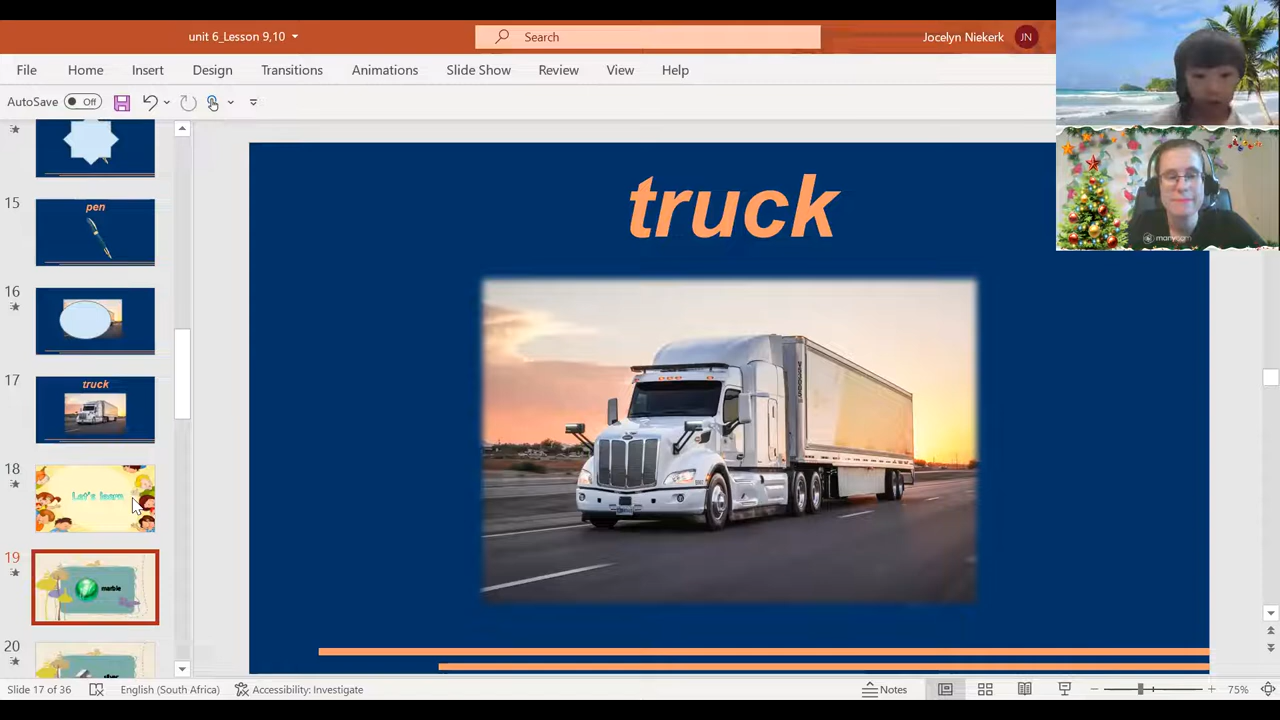 unit 6_Lesson 9,10
Search
Jocelyn Niekerk
JN
File Home Insert Design Transitions Animations Slide Show Review View Help
AutoSave Off
15
pen
16
17
truck
18
Let's learn
19
marble
20
truck
manycam
Slide 17 of 36 English (South Africa) Accessibility: Investigate Notes 75%